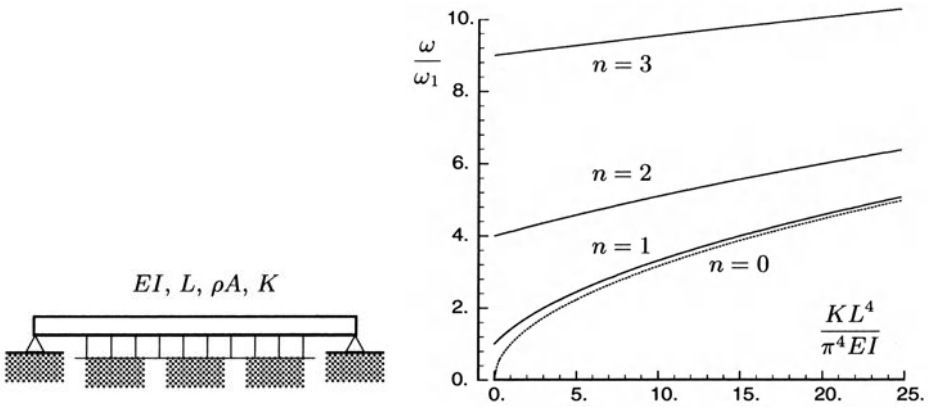 EI, L, ρA, K
ω/ω₁
10.
8.
6.
4.
2.
0.
n = 3
n = 2
n = 1
n = 0
KL⁴/π⁴EI
0. 5. 10. 15. 20. 25.